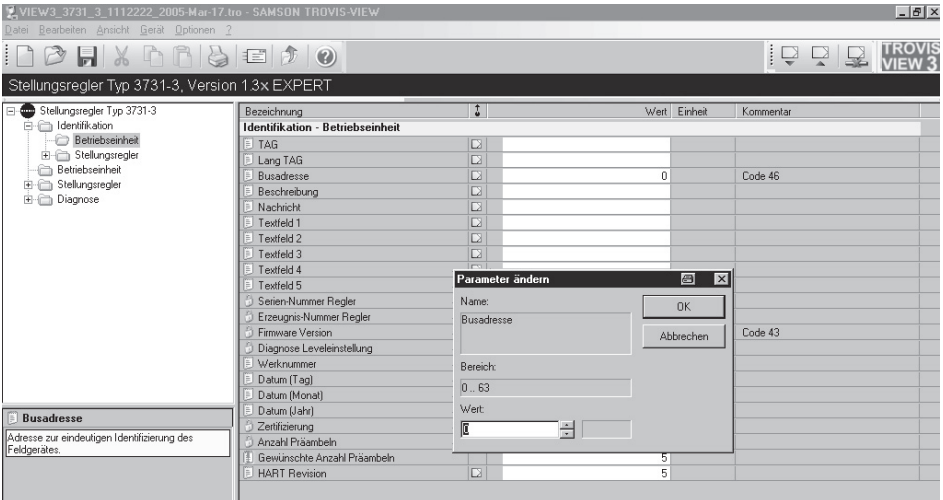 VIEW3_3731_3_1112222_2005-Mar-17.tro - SAMSON TROVIS-VIEW
Datei Bearbeiten Ansicht Gerät Optionen ?
TROVIS
VIEW 3
Stellungsregler Typ 3731-3, Version 1.3x EXPERT
Stellungsregler Typ 3731-3
Identifikation
Betriebseinheit
Stellungsregler
Betriebseinheit
Stellungsregler
Diagnose
Bezeichnung Wert Einheit Kommentar
Identifikation - Betriebseinheit
TAG
Lang TAG
Busadresse 0 Code 46
Beschreibung
Nachricht
Textfeld 1
Textfeld 2
Textfeld 3
Textfeld 4
Textfeld 5
Serien-Nummer Regler
Erzeugnis-Nummer Regler
Firmware Version Code 43
Diagnose Leveleinstellung
Werknummer
Datum (Tag)
Datum (Monat)
Datum (Jahr)
Zertifizierung
Anzahl Präambeln
Gewünschte Anzahl Präambeln 5
HART Revision 5
Parameter ändern
Name:
Busadresse
OK
Abbrechen
Bereich:
0 .. 63
Wert:
0
Busadresse
Adresse zur eindeutigen Identifizierung des
Feldgerätes.